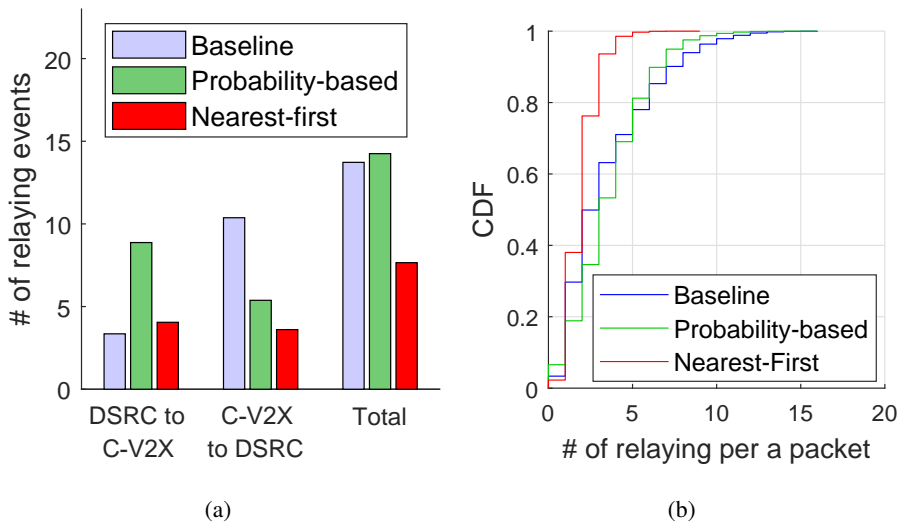 # of relaying events
20
15
10
5
0
Baseline
Probability-based
Nearest-first
DSRC to
C-V2X
C-V2X
to DSRC
Total
(a)
CDF
1
0.8
0.6
0.4
0.2
0
Baseline
Probability-based
Nearest-First
0
5
10
15
20
# of relaying per a packet
(b)